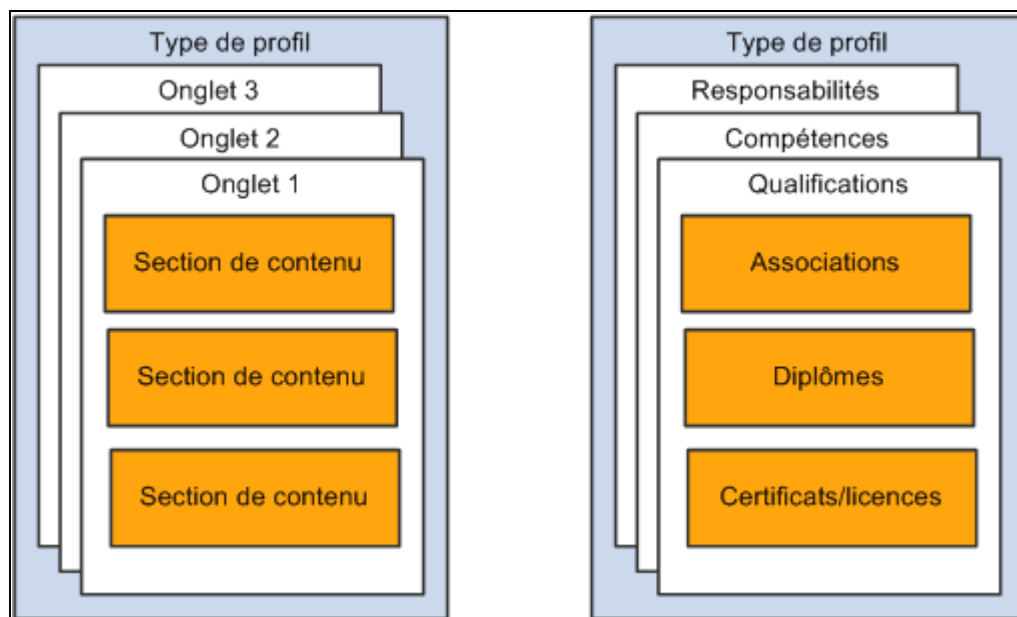 Type de profil
Onglet 3
Onglet 2
Onglet 1
Section de contenu
Section de contenu
Section de contenu
Type de profil
Responsabilités
Compétences
Qualifications
Associations
Diplômes
Certificats/licences